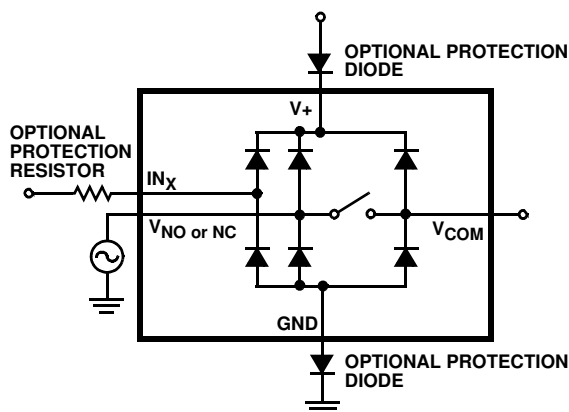 OPTIONAL PROTECTION
DIODE
V+
OPTIONAL
PROTECTION
RESISTOR
INX
VNO or NC
VCOM
GND
OPTIONAL PROTECTION
DIODE